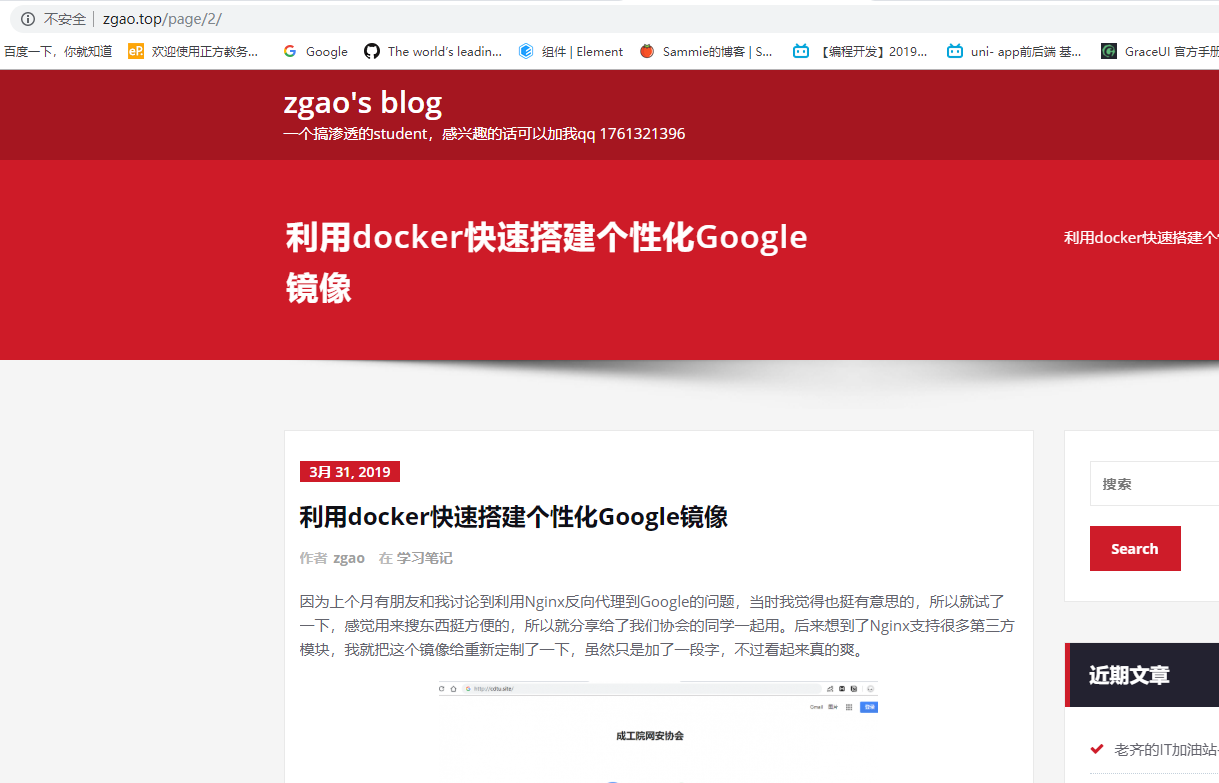 不安全 zgao.top/page/2/
百度一下，你就知道 欢迎使用正方教务... Google The world's leadin... 组件 | Element Sammie的博客 | S... 【编程开发】2019... uni- app前后端 基... GraceUI 官方手册
zgao's blog
一个搞渗透的student，感兴趣的话可以加我qq 1761321396
利用docker快速搭建个性化Google
镜像
利用docker快速搭建个
3月 31, 2019
利用docker快速搭建个性化Google镜像
作者 zgao 在 学习笔记
因为上个月有朋友和我讨论到利用Nginx反向代理到Google的问题，当时我觉得也挺有意思的，所以就试了
一下，感觉用来搜东西挺方便的，所以就分享给了我们协会的同学一起用。后来想到了Nginx支持很多第三方
模块，我就把这个镜像给重新定制了一下，虽然只是加了一段字，不过看起来真的爽。
http://cdtu.site/
Gmail 图片 登录
成工院网安协会
搜索
Search
近期文章
老齐的IT加油站